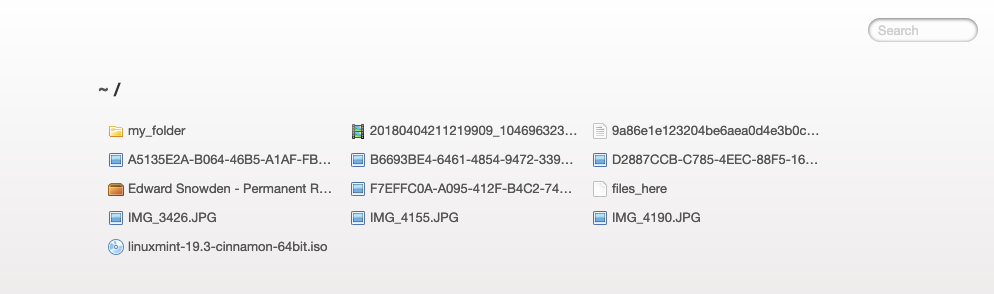 Search
~ /
my_folder 20180404211219909_104696323... 9a86e1e123204be6aea0d4e3b0c...
A5135E2A-B064-46B5-A1AF-FB... B6693BE4-6461-4854-9472-339... D2887CCB-C785-4EEC-88F5-16...
Edward Snowden - Permanent R... F7EFFC0A-A095-412F-B4C2-74... files_here
IMG_3426.JPG IMG_4155.JPG IMG_4190.JPG
linuxmint-19.3-cinnamon-64bit.iso